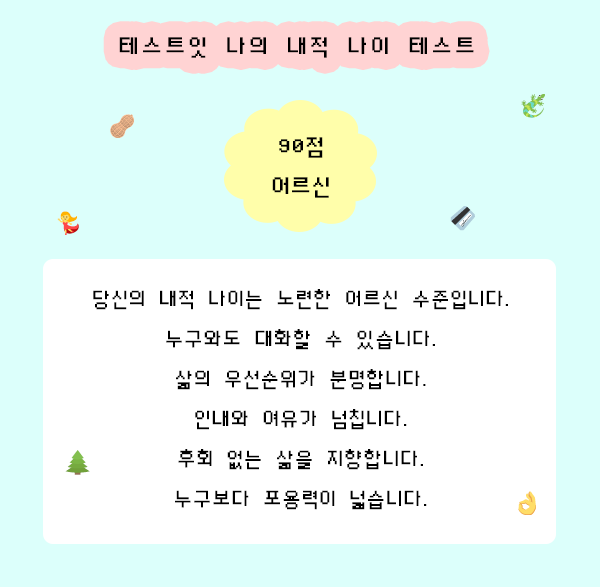 테스트잇 나의 내적 나이 테스트
90점
어르신
당신의 내적 나이는 노련한 어르신 수준입니다.
누구와도 대화할 수 있습니다.
삶의 우선순위가 분명합니다.
인내와 여유가 넘칩니다.
후회 없는 삶을 지향합니다.
누구보다 포용력이 넓습니다.